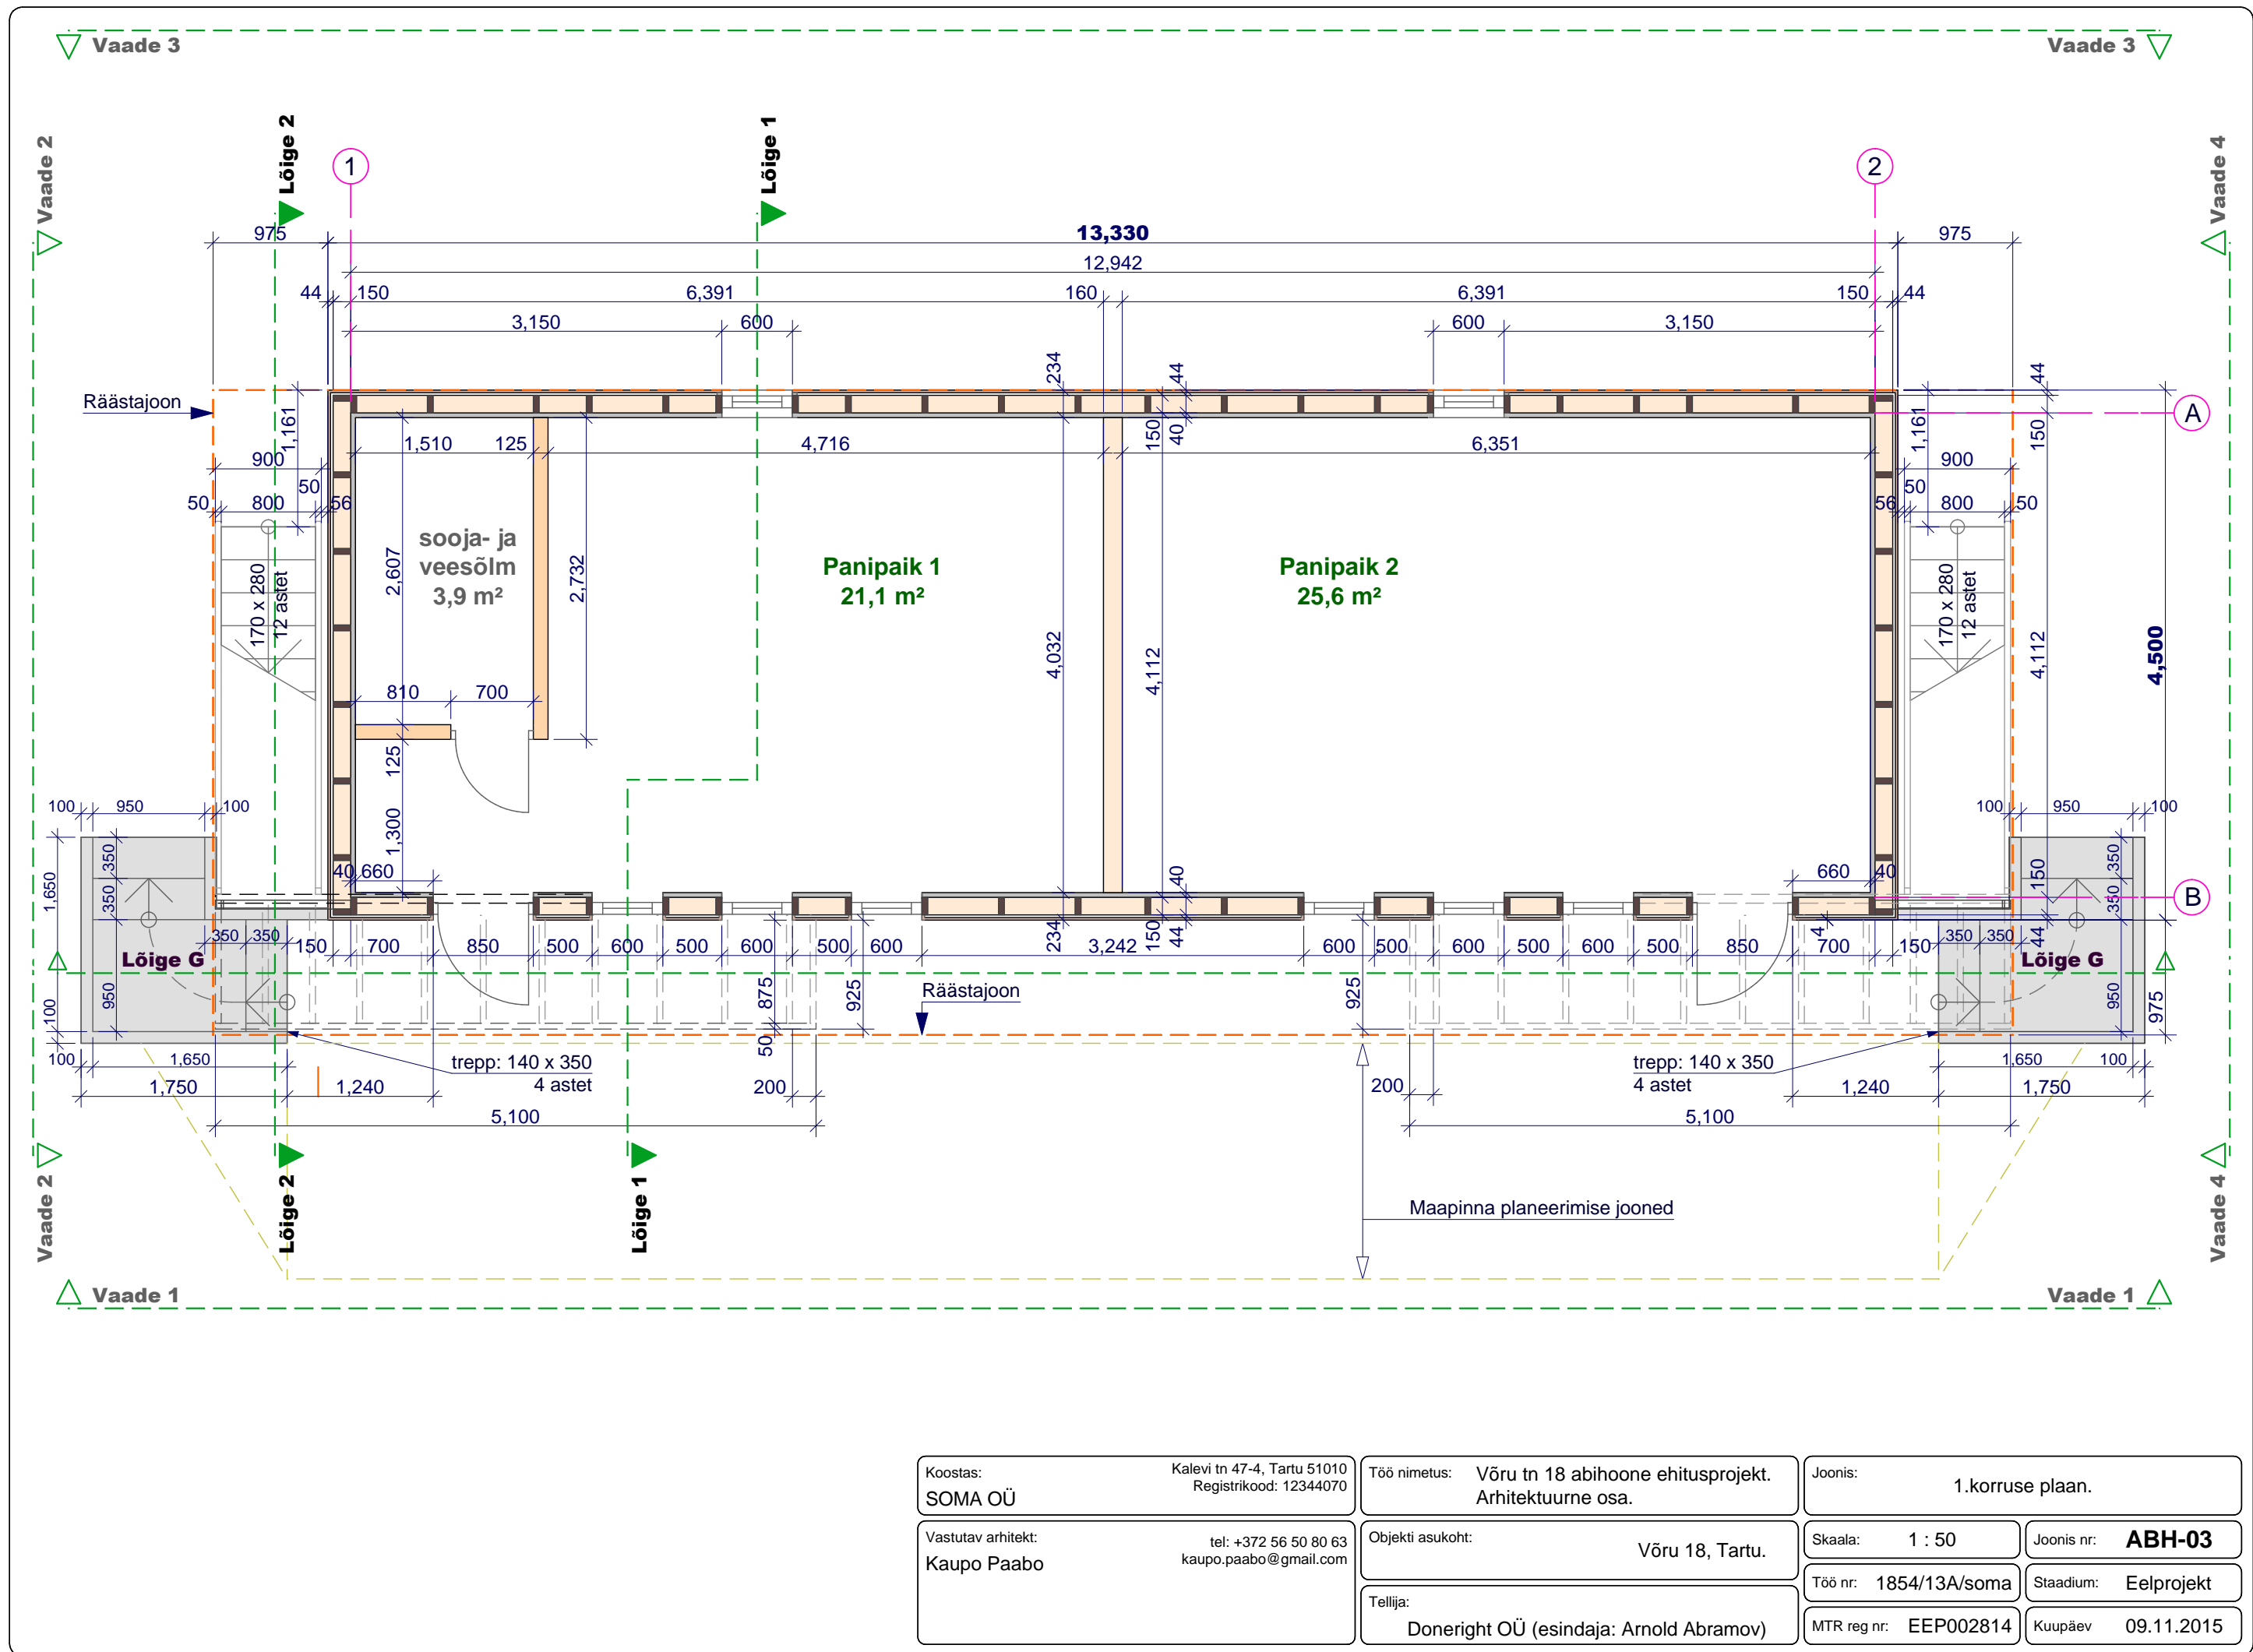 Vaade 3
Vaade 3
Vaade 2
Lõige 2
1
Lõige 1
2
Vaade 4
975
13,330
975
12,942
44
150
6,391
160
6,391
150
44
3,150
600
600
3,150
234
44
44
Räästajoon
A
1,161
1,510
125
4,716
150
40
6,351
1,161
150
900
50
50
800
56
900
50
56
800
50
sooja- ja
veesõlm
3,9 m²
Panipaik 1
21,1 m²
Panipaik 2
25,6 m²
2,607
2,732
170 x 280
12 astet
170 x 280
12 astet
4,032
4,112
4,112
4,500
810
700
125
1,300
100
950
100
100
950
100
350
350
1,650
40
660
40
660
40
150
350
350
B
350
350
150
700
850
500
600
500
600
500
600
234
3,242
150
44
600
500
600
500
600
500
850
4
700
150
44
350
350
Lõige G
Lõige G
950
100
875
925
50
Räästajoon
925
950
975
100
1,650
trepp: 140 x 350
4 astet
trepp: 140 x 350
4 astet
1,650
100
1,750
1,240
200
200
1,240
1,750
5,100
5,100
Vaade 2
Lõige 2
Lõige 1
Maapinna planeerimise jooned
Vaade 4
Vaade 1
Vaade 1
Koostas:
Kalevi tn 47-4, Tartu 51010
Registrikood: 12344070
SOMA OÜ
Töö nimetus:
Võru tn 18 abihoone ehitusprojekt.
Arhitektuurne osa.
Joonis:
1.korruse plaan.
Vastutav arhitekt:
Kaupo Paabo
tel: +372 56 50 80 63
kaupo.paabo@gmail.com
Objekti asukoht:
Võru 18, Tartu.
Skaala: 1 : 50
Joonis nr: ABH-03
Töö nr: 1854/13A/soma
Staadium: Eelprojekt
Tellija:
Doneright OÜ (esindaja: Arnold Abramov)
MTR reg nr: EEP002814
Kuupäev 09.11.2015